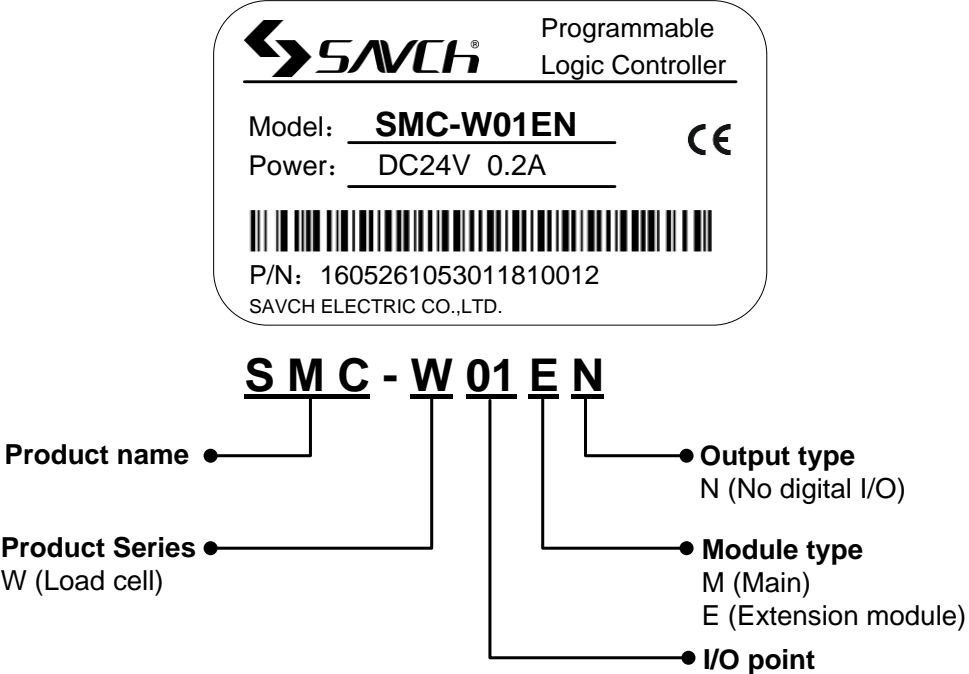 SAVCH® Programmable
Logic Controller
Model: SMC-W01EN
CE
Power: DC24V 0.2A
P/N: 1605261053011810012
SAVCH ELECTRIC CO.,LTD.
S M C - W 01 E N
Product name
Output type
N (No digital I/O)
Product Series
W (Load cell)
Module type
M (Main)
E (Extension module)
I/O point